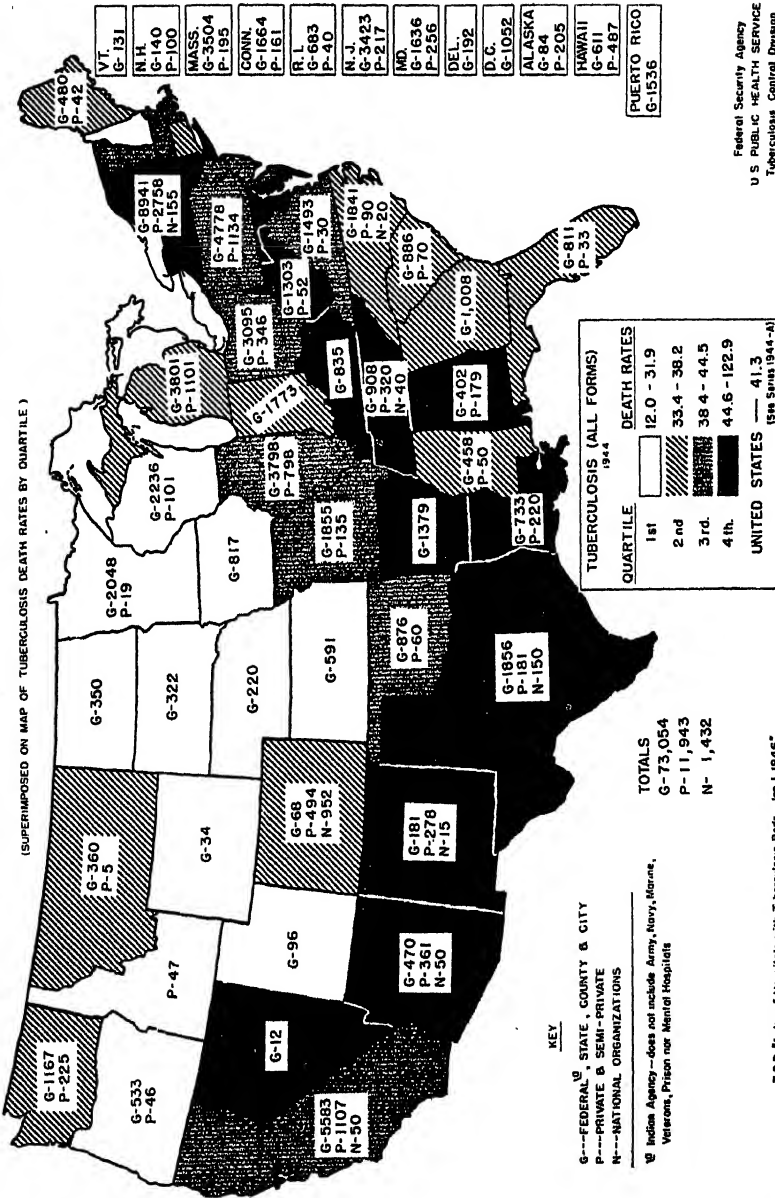 (SUPERIMPOSED ON MAP OF TUBERCULOSIS DEATH RATES BY QUARTILE)
G-1167
P-225
G-533
P-46
G-5583
P-1107
N-50
P-47
G-12
G-360
P-5
G-34
G-96
G-470
P-361
N-50
G-68
P-494
N-952
G-181
P-278
N-15
G-350
G-322
G-220
G-591
G-876
P-60
G-1856
P-181
N-150
G-2048
P-19
G-817
G-1855
P-135
G-1379
G-733
P-220
G-2236
P-101
G-3798
P-798
G-458
P-50
G-3801
P-1101
G-1773
G-835
G-908
P-320
N-40
G-402
P-179
G-3095
P-346
G-1303
P-52
G-1,008
G-886
P-70
G-811
P-33
G-4778
P-1134
G-1493
P-30
G-1841
P-90
N-20
G-8941
P-2758
N-155
G-480
P-42
VT.
G-131
N.H.
G-140
P-100
MASS.
G-3504
P-195
CONN.
G-1664
P-161
R.I.
G-683
P-40
N.J.
G-3423
P-217
MD.
G-1636
P-256
DEL.
G-192
D.C.
G-1052
ALASKA
G-84
P-205
HAWAII
G-611
P-487
PUERTO RICO
G-1536
KEY
G---FEDERAL⅟, STATE, COUNTY & CITY
P---PRIVATE & SEMI-PRIVATE
N---NATIONAL ORGANIZATIONS
Indian Agency—does not include Army, Navy, Marine,
Veterans, Prison nor Mental Hospitals
TOTALS
G-73,054
P-11,943
N- 1,432
TUBERCULOSIS (ALL FORMS)
1944
QUARTILE DEATH RATES
1st 12.0 - 31.9
2nd 33.4 - 38.2
3rd. 38.4 - 44.5
4th. 44.6 - 122.9
UNITED STATES —— 41.3
(See Series 1944-A)
Federal Security Agency
U S PUBLIC HEALTH SERVICE
Tuberculosis Control Division